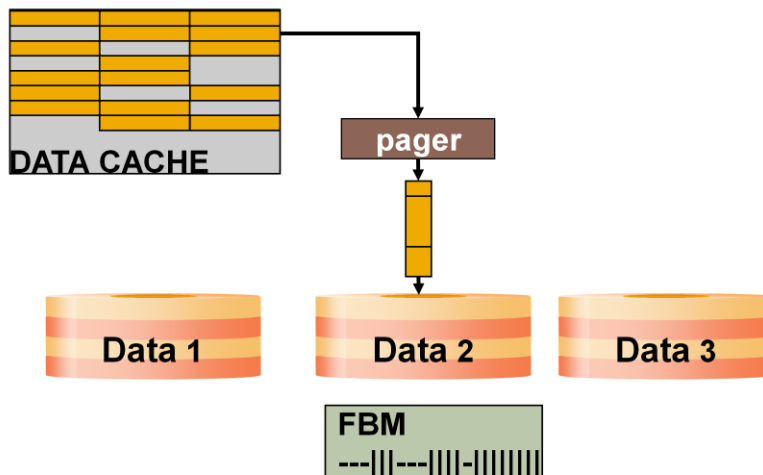 DATA CACHE
pager
Data 1
Data 2
Data 3
FBM
---|||---||||-||||||||